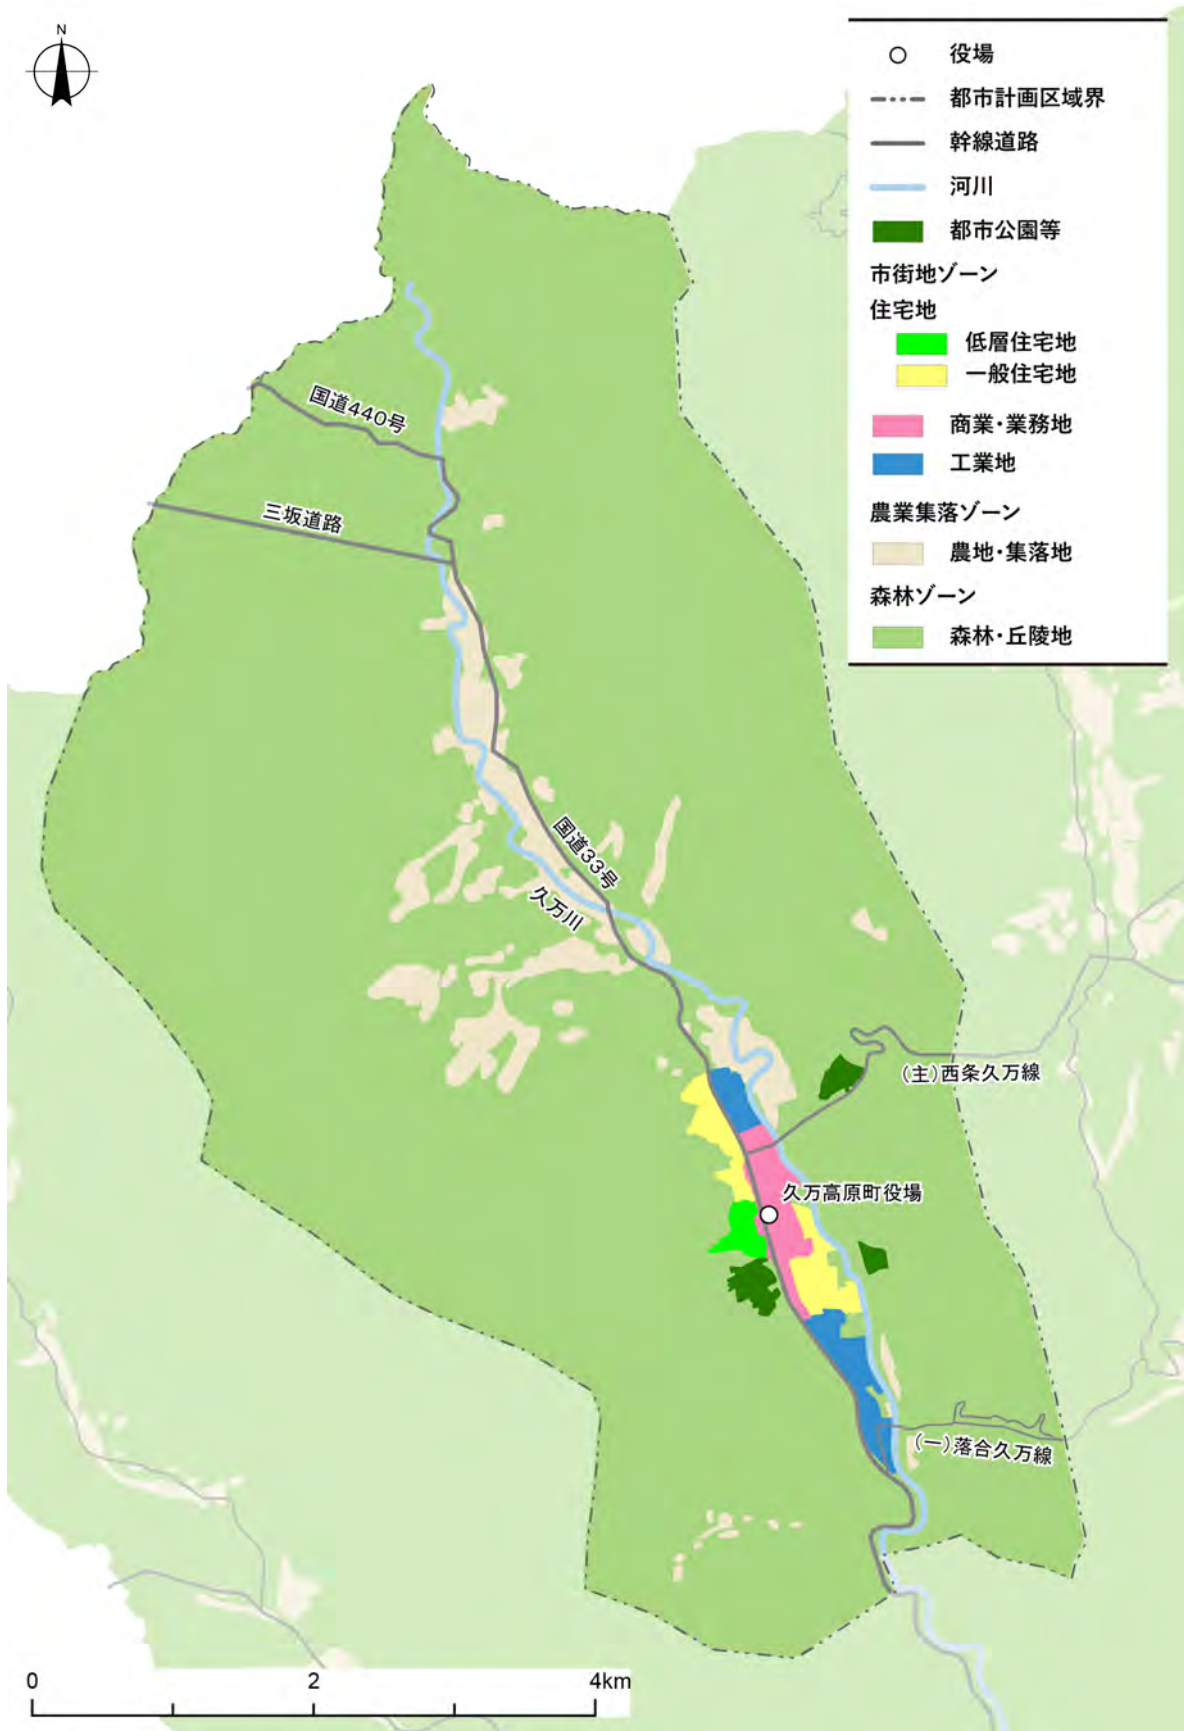 N
役場
都市計画区域界
幹線道路
河川
都市公園等
市街地ゾーン
住宅地
低層住宅地
一般住宅地
商業・業務地
工業地
農業集落ゾーン
農地・集落地
森林ゾーン
森林・丘陵地
国道440号
三坂道路
国道33号
久万川
(主)西条久万線
久万高原町役場
(一)落合久万線
0 2 4km